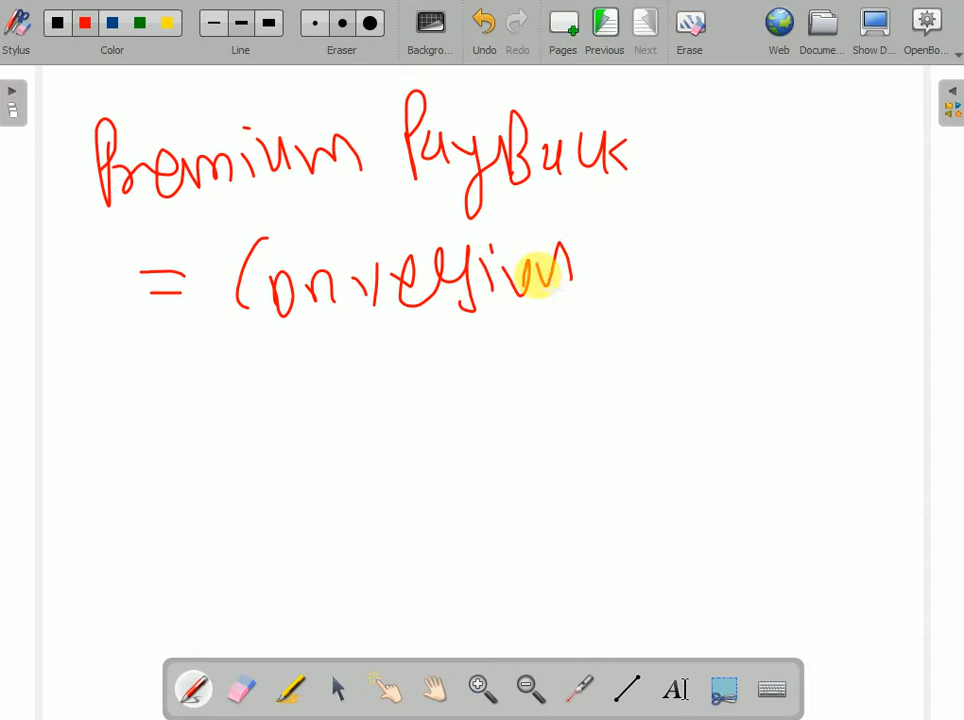 Stylus
Color
Line
Eraser
Backgro...
Undo
Redo
Pages
Previous
Next
Erase
Web
Docume...
Show D...
OpenBo...
Premium PayBack
= Conversion
A